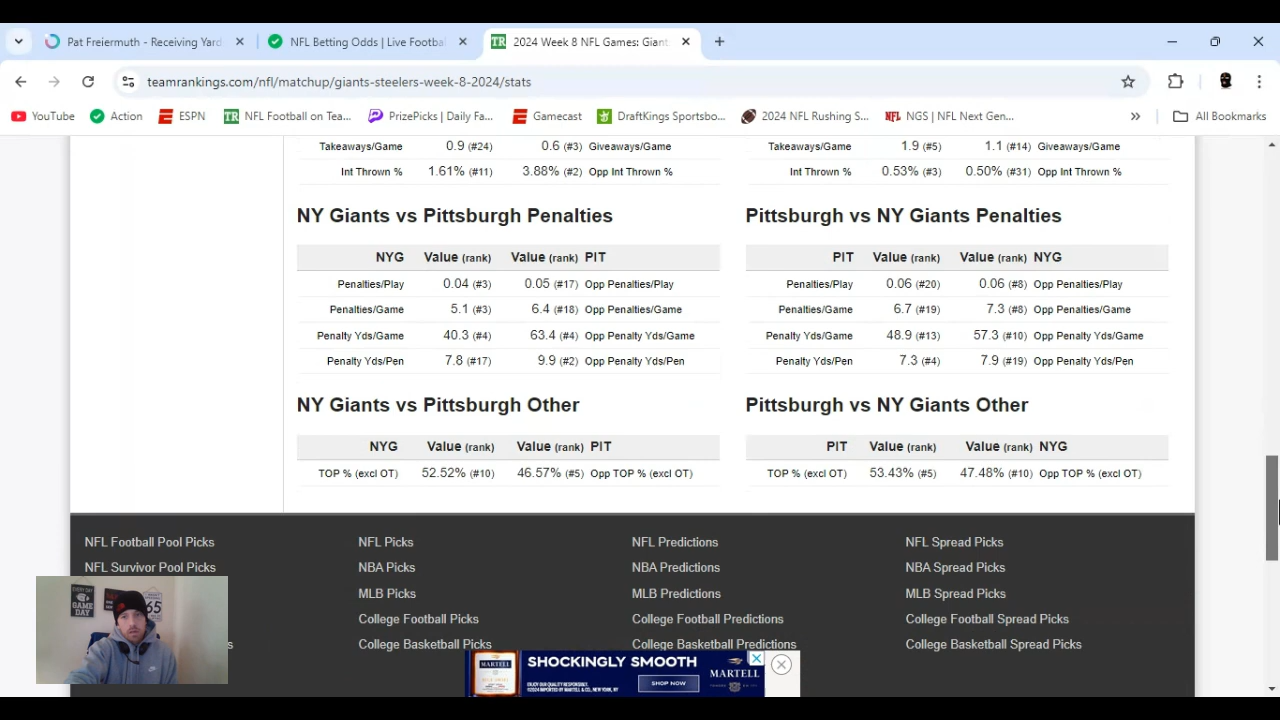 Pat Freiermuth - Receiving Yard
NFL Betting Odds | Live Footba
TR 2024 Week 8 NFL Games: Giant
teamrankings.com/nfl/matchup/giants-steelers-week-8-2024/stats
YouTube Action ESPN TR NFL Football on Tea... PrizePicks | Daily Fa... Gamecast DraftKings Sportsbo... 2024 NFL Rushing S... NFL NGS | NFL Next Gen... » All Bookmarks
Takeaways/Game 0.9 (#24) 0.6 (#3) Giveaways/Game
Int Thrown % 1.61% (#11) 3.88% (#2) Opp Int Thrown %
Takeaways/Game 1.9 (#5) 1.1 (#14) Giveaways/Game
Int Thrown % 0.53% (#3) 0.50% (#31) Opp Int Thrown %
NY Giants vs Pittsburgh Penalties
NYG Value (rank) Value (rank) PIT
Penalties/Play 0.04 (#3) 0.05 (#17) Opp Penalties/Play
Penalties/Game 5.1 (#3) 6.4 (#18) Opp Penalties/Game
Penalty Yds/Game 40.3 (#4) 63.4 (#4) Opp Penalty Yds/Game
Penalty Yds/Pen 7.8 (#17) 9.9 (#2) Opp Penalty Yds/Pen
Pittsburgh vs NY Giants Penalties
PIT Value (rank) Value (rank) NYG
Penalties/Play 0.06 (#20) 0.06 (#8) Opp Penalties/Play
Penalties/Game 6.7 (#19) 7.3 (#8) Opp Penalties/Game
Penalty Yds/Game 48.9 (#13) 57.3 (#10) Opp Penalty Yds/Game
Penalty Yds/Pen 7.3 (#4) 7.9 (#19) Opp Penalty Yds/Pen
NY Giants vs Pittsburgh Other
NYG Value (rank) Value (rank) PIT
TOP % (excl OT) 52.52% (#10) 46.57% (#5) Opp TOP % (excl OT)
Pittsburgh vs NY Giants Other
PIT Value (rank) Value (rank) NYG
TOP % (excl OT) 53.43% (#5) 47.48% (#10) Opp TOP % (excl OT)
NFL Football Pool Picks NFL Picks NFL Predictions NFL Spread Picks
NFL Survivor Pool Picks NBA Picks NBA Predictions NBA Spread Picks
MLB Picks MLB Predictions MLB Spread Picks
College Football Picks College Football Predictions College Football Spread Picks
College Basketball Picks College Basketball Predictions College Basketball Spread Picks
GAME
DAY
65
MARTELL
SHOCKINGLY SMOOTH
SHOP NOW
MARTELL